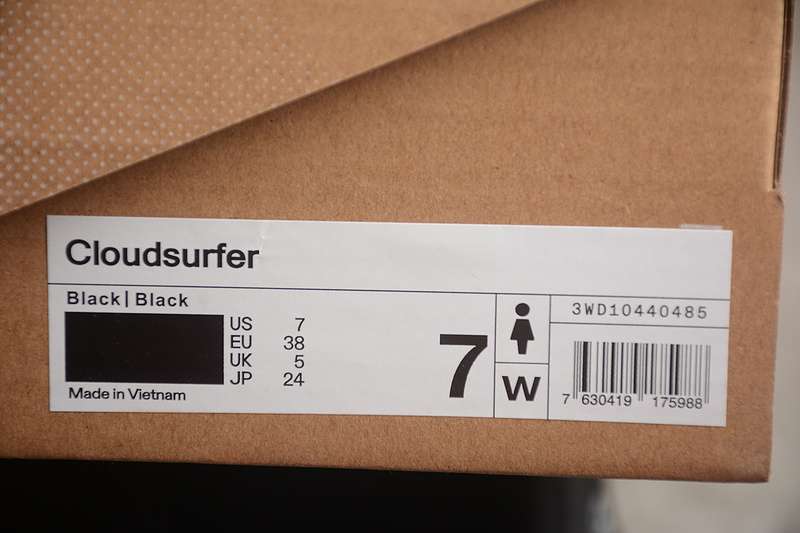 Cloudsurfer
Black|Black
US 7
EU 38
UK 5
JP 24
Made in Vietnam
7
W
3WD10440485
7 630419 175988